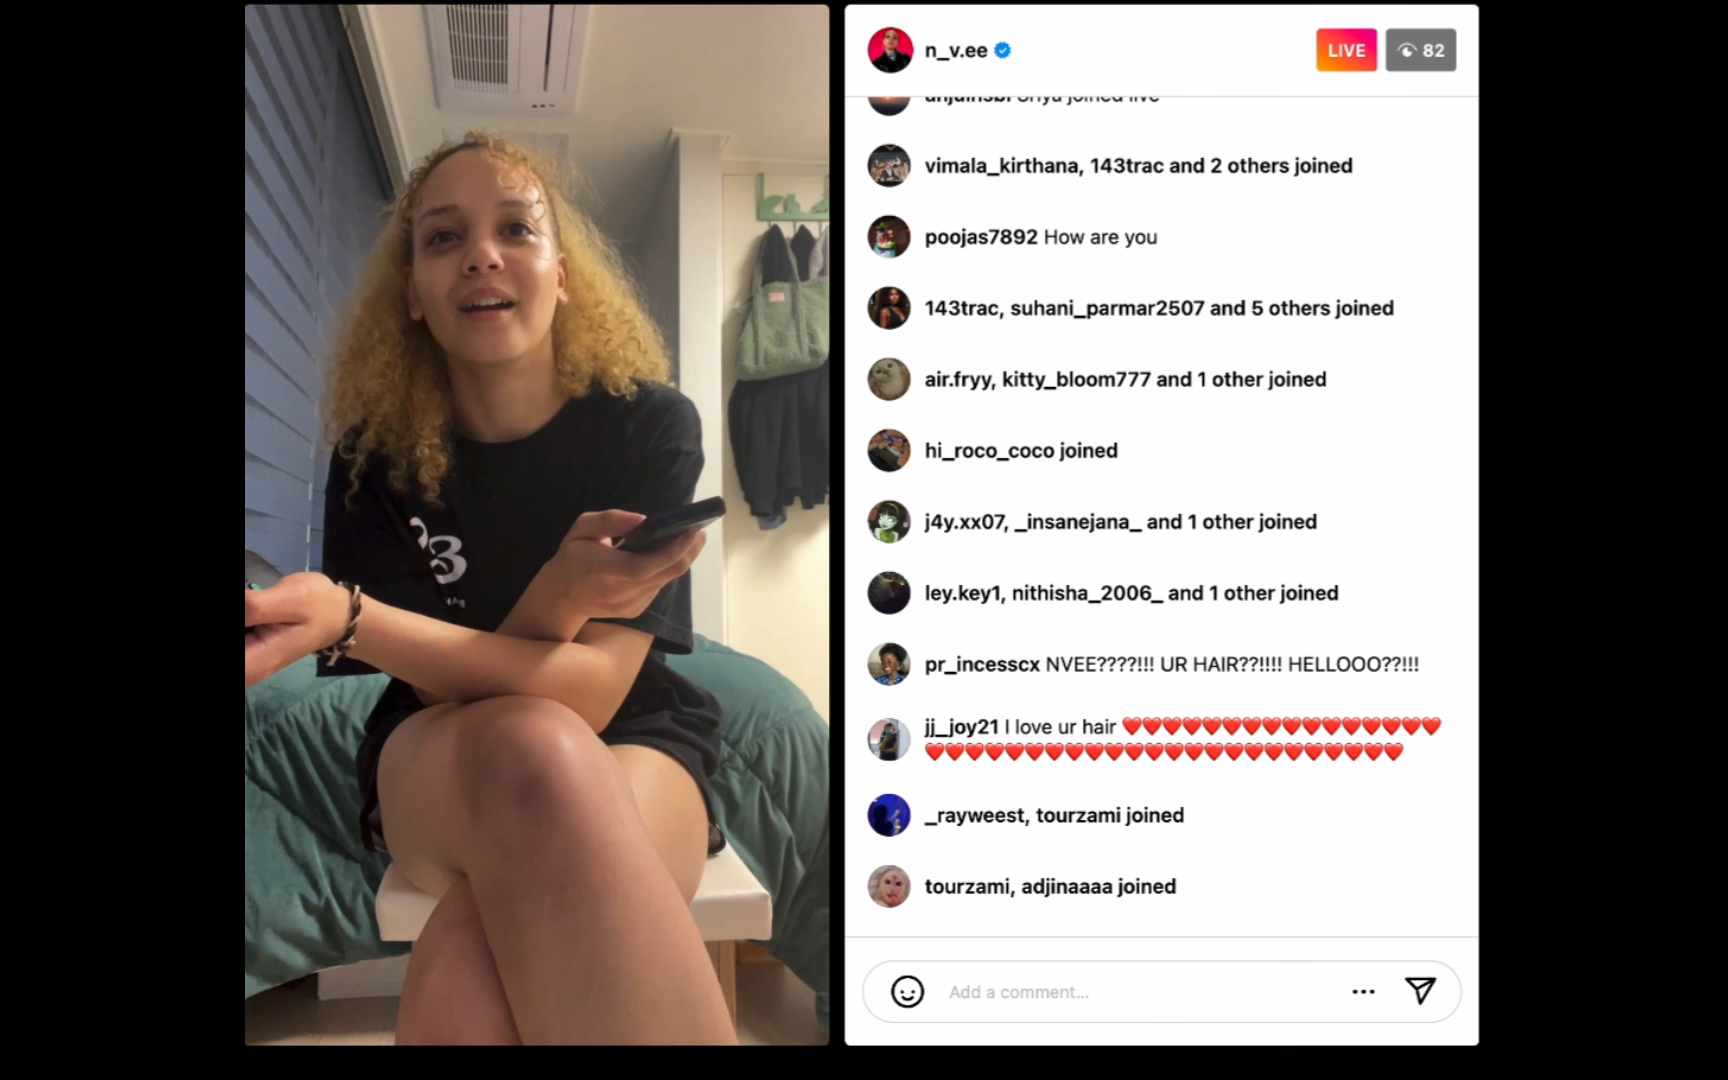 n_v.ee
LIVE
82
joined live
vimala_kirthana, 143trac and 2 others joined
poojas7892 How are you
143trac, suhani_parmar2507 and 5 others joined
air.fryy, kitty_bloom777 and 1 other joined
hi_roco_coco joined
j4y.xx07, _insanejana_ and 1 other joined
ley.key1, nithisha_2006_ and 1 other joined
pr_incesscx NVEE????!!! UR HAIR??!!!! HELLOOO??!!!
jj_joy21 I love ur hair ❤️❤️❤️❤️❤️❤️❤️❤️❤️❤️❤️❤️❤️❤️❤️❤️
❤️❤️❤️❤️❤️❤️❤️❤️❤️❤️❤️❤️❤️❤️❤️❤️❤️❤️❤️❤️❤️❤️❤️❤️
_rayweest, tourzami joined
tourzami, adjinaaaa joined
Add a comment...